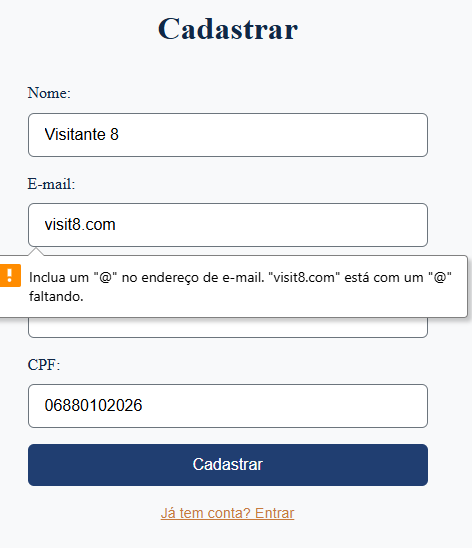 Cadastrar
Nome:
Visitante 8
E-mail:
visit8.com
Inclua um "@" no endereço de e-mail. "visit8.com" está com um "@"
faltando.
CPF:
06880102026
Cadastrar
Já tem conta? Entrar